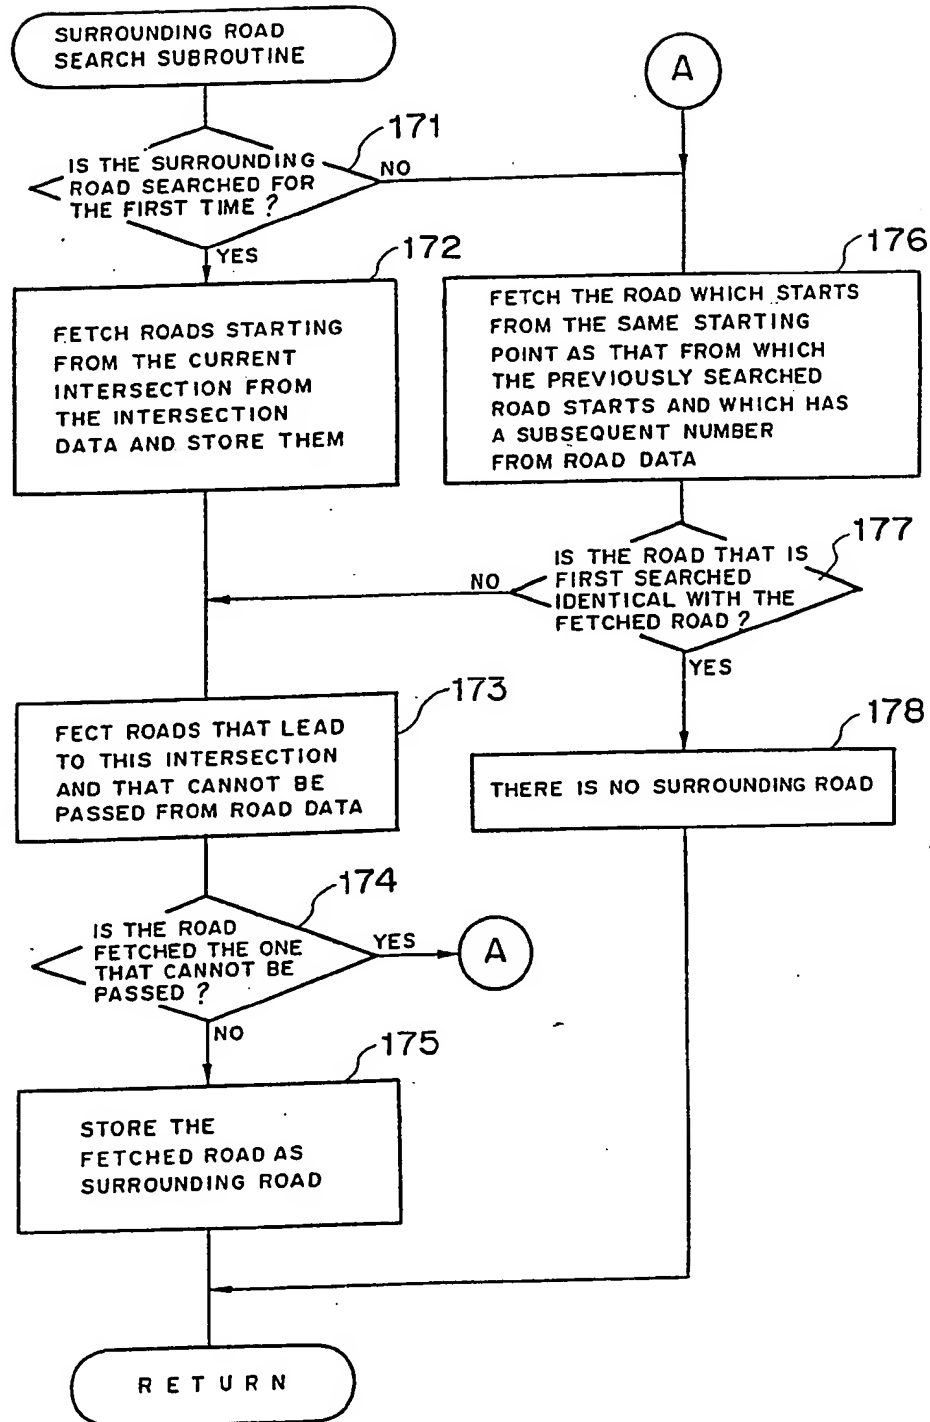 SURROUNDING ROAD
SEARCH SUBROUTINE
A
171
IS THE SURROUNDING
ROAD SEARCHED FOR
THE FIRST TIME ?
NO
YES
172
FETCH ROADS STARTING
FROM THE CURRENT
INTERSECTION FROM
THE INTERSECTION
DATA AND STORE THEM
176
FETCH THE ROAD WHICH STARTS
FROM THE SAME STARTING
POINT AS THAT FROM WHICH
THE PREVIOUSLY SEARCHED
ROAD STARTS AND WHICH HAS
A SUBSEQUENT NUMBER
FROM ROAD DATA
177
IS THE ROAD THAT IS
FIRST SEARCHED
IDENTICAL WITH THE
FETCHED ROAD ?
NO
YES
173
FECT ROADS THAT LEAD
TO THIS INTERSECTION
AND THAT CANNOT BE
PASSED FROM ROAD DATA
178
THERE IS NO SURROUNDING ROAD
174
IS THE ROAD
FETCHED THE ONE
THAT CANNOT BE
PASSED ?
YES
A
NO
175
STORE THE
FETCHED ROAD AS
SURROUNDING ROAD
RETURN